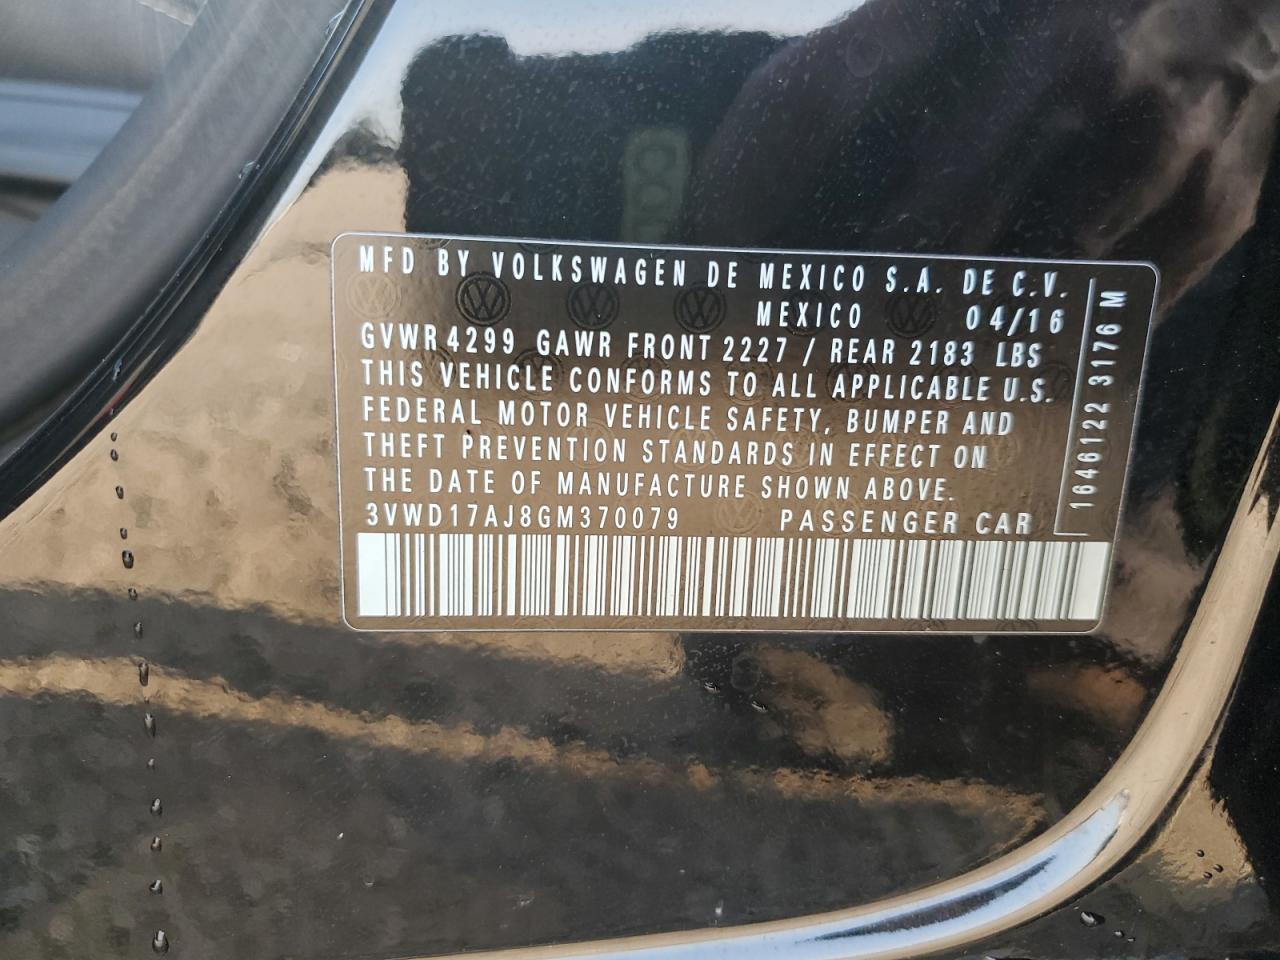 MFD BY VOLKSWAGEN DE MEXICO S.A. DE C.V.
MEXICO 04/16
GVWR 4299 GAWR FRONT 2227 / REAR 2183 LBS
THIS VEHICLE CONFORMS TO ALL APPLICABLE U.S.
FEDERAL MOTOR VEHICLE SAFETY, BUMPER AND
THEFT PREVENTION STANDARDS IN EFFECT ON
THE DATE OF MANUFACTURE SHOWN ABOVE.
3VWD17AJ8GM370079 PASSENGER CAR
1646122 3176 M